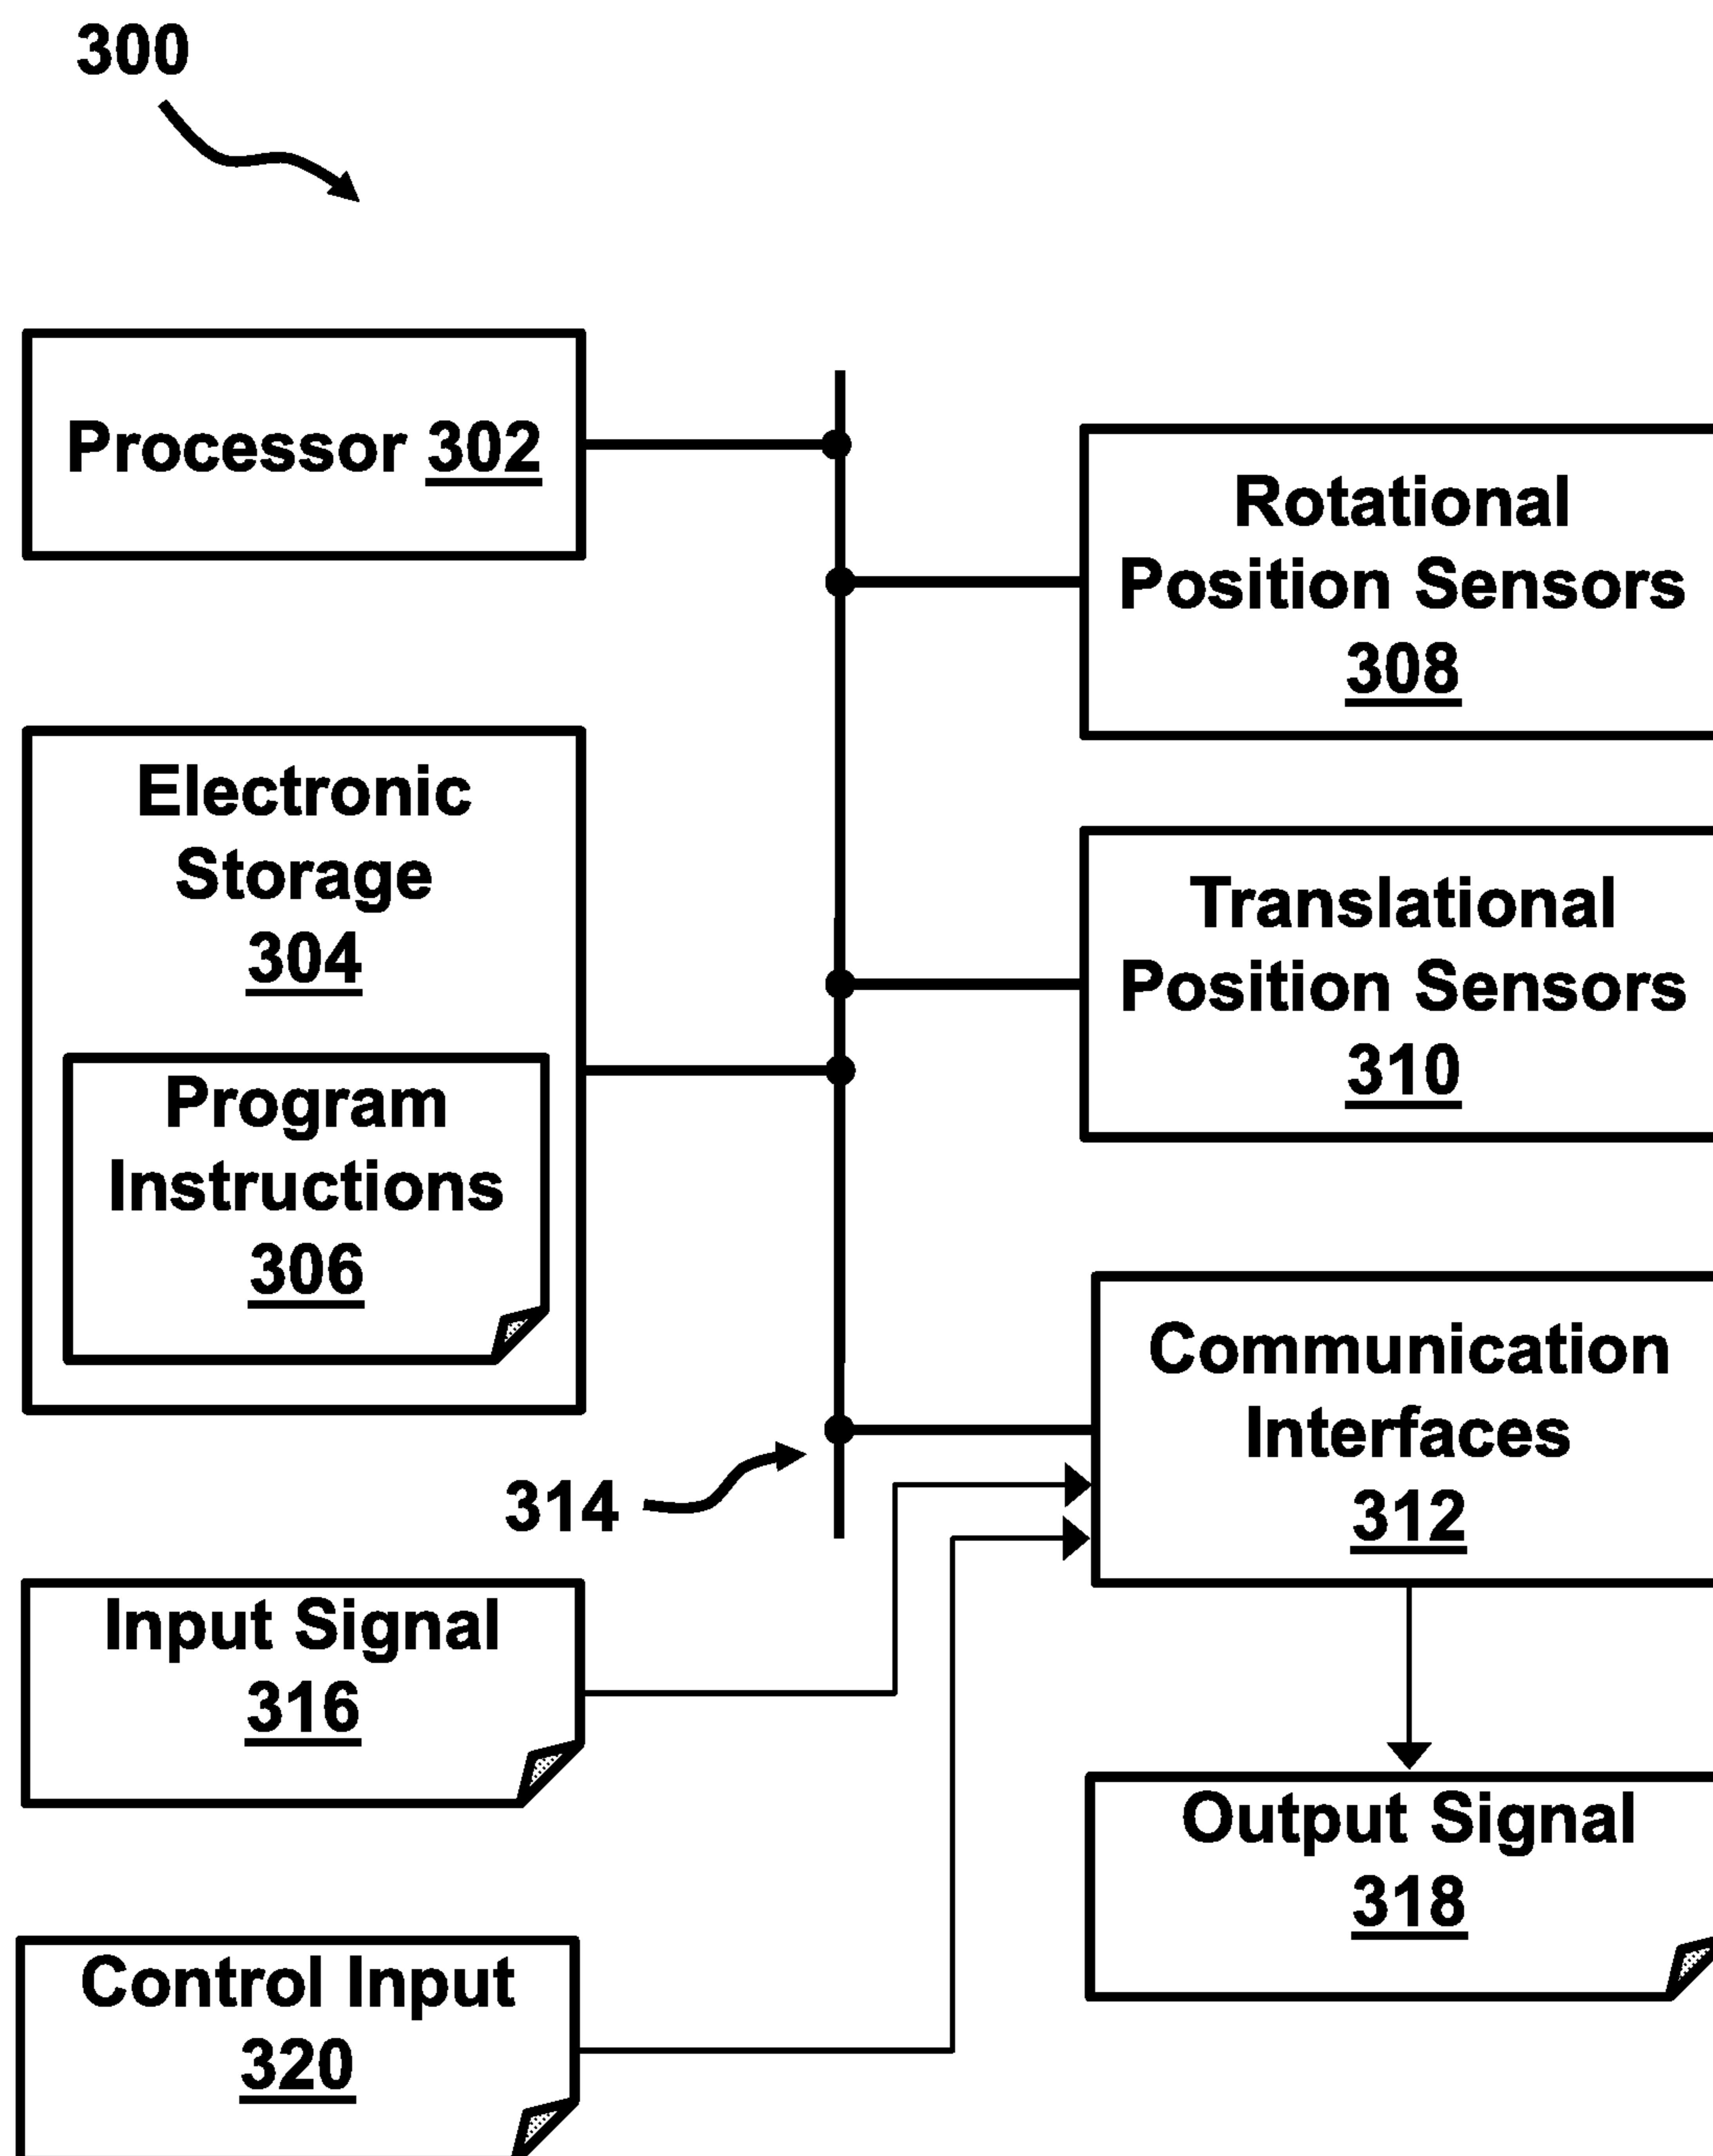 300
Processor 302
Rotational
Position Sensors
308
Electronic
Storage
304
Translational
Position Sensors
310
Program
Instructions
306
Communication
Interfaces
312
314
Input Signal
316
Output Signal
318
Control Input
320